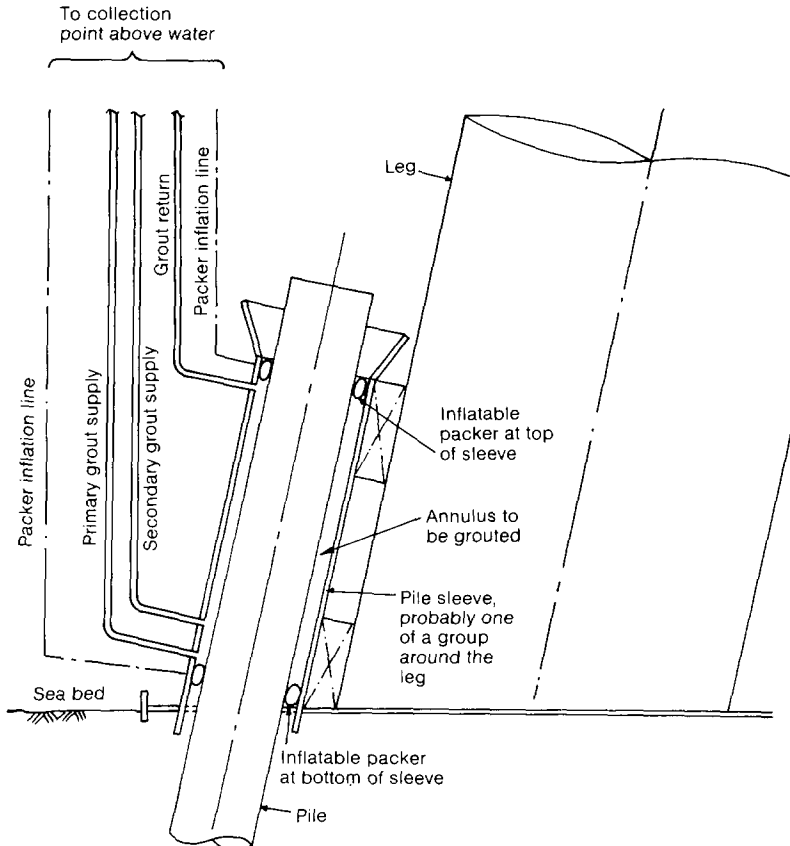 To collection
point above water
Packer inflation line
Primary grout supply
Secondary grout supply
Grout return
Packer inflation line
Leg
Inflatable
packer at top
of sleeve
Annulus to
be grouted
Pile sleeve,
probably one
of a group
around the
leg
Sea bed
Inflatable packer
at bottom of sleeve
Pile